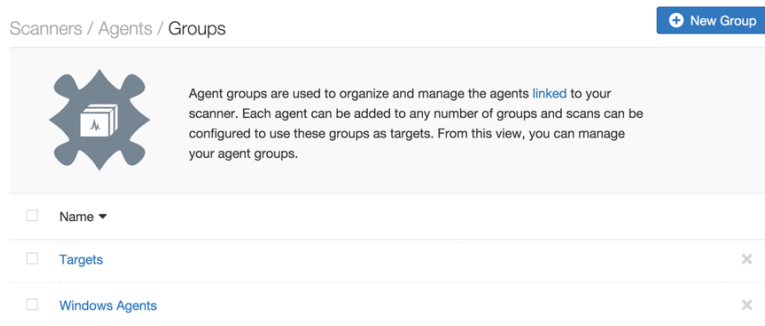 Scanners / Agents / Groups
New Group
Agent groups are used to organize and manage the agents linked to your
scanner. Each agent can be added to any number of groups and scans can be
configured to use these groups as targets. From this view, you can manage
your agent groups.
Name
Targets
Windows Agents